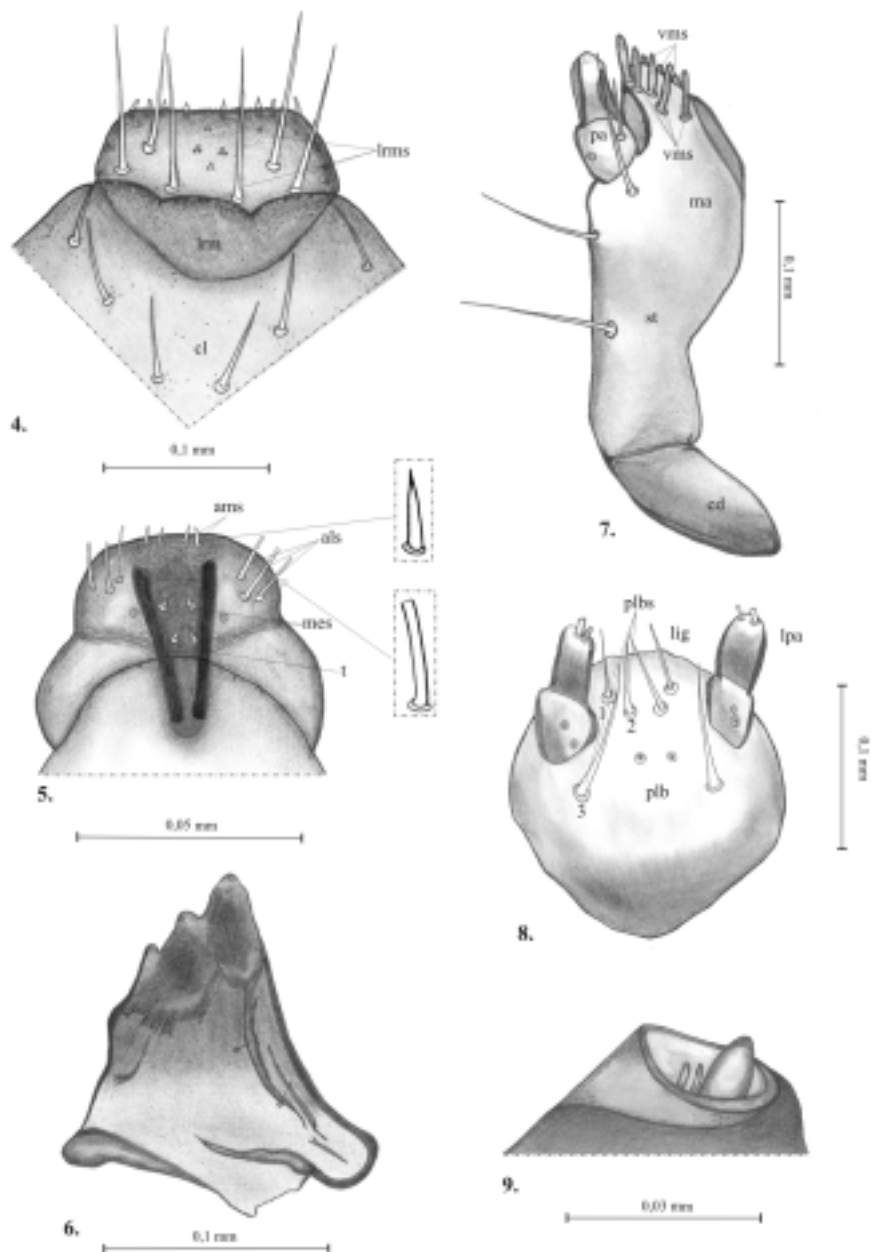 lrms
lrm
cl
4.
0,1 mm
vms
pa
vms
ma
0,1 mm
st
cd
7.
ams
als
mes
t
5.
0,05 mm
plbs
lig
lpa
1
2
plb
3
0,1 mm
8.
6.
0,1 mm
9.
0,03 mm